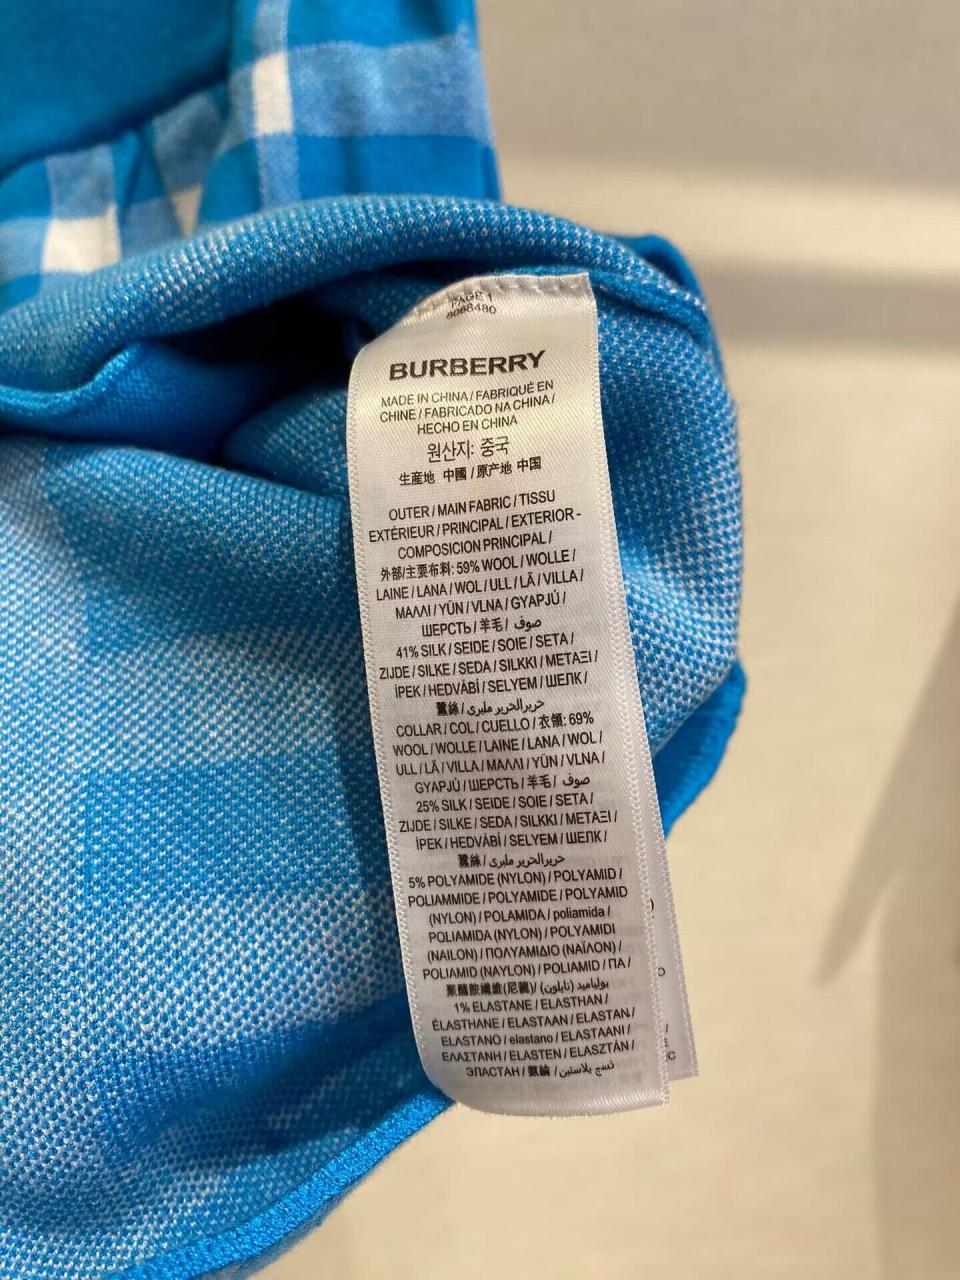 PAGE 1
8068480
BURBERRY
MADE IN CHINA / FABRIQUÉ EN
CHINE / FABRICADO NA CHINA /
HECHO EN CHINA
원산지: 중국
生産地 中國 / 原产地 中国
OUTER / MAIN FABRIC / TISSU
EXTÉRIEUR / PRINCIPAL / EXTERIOR -
COMPOSICION PRINCIPAL /
外部/主要布料: 59% WOOL / WOLLE /
LAINE / LANA / WOL / ULL / LÃ / VILLA /
ΜΑΛΛΙ / YÜN / VLNA / GYAPJÚ /
ШЕРСТЬ / 羊毛 / صوف
41% SILK / SEIDE / SOIE / SETA /
ZIJDE / SILKE / SEDA / SILKKI / ΜΕΤΑΞΙ /
İPEK / HEDVÁBÍ / SELYEM / ШЕЛК /
蠶絲 / حرير الحرير مليرى
COLLAR / COL / CUELLO / 衣領: 69%
WOOL / WOLLE / LAINE / LANA / WOL /
ULL / LÃ / VILLA / ΜΑΛΛΙ / YÜN / VLNA /
GYAPJÚ / ШЕРСТЬ / 羊毛 / صوف
25% SILK / SEIDE / SOIE / SETA /
ZIJDE / SILKE / SEDA / SILKKI / ΜΕΤΑΞΙ /
İPEK / HEDVÁBÍ / SELYEM / ШЕЛК /
蠶絲 / حرير الحرير مليرى
5% POLYAMIDE (NYLON) / POLYAMID /
POLIAMMIDE / POLYAMIDE / POLYAMID
(NYLON) / POLAMIDA / poliamida /
POLIAMIDA (NYLON) / POLYAMIDI
(NAILON) / ΠΟΛΥΑΜΙΔΙΟ (ΝΑΪΛΟΝ) /
POLIAMID (NAYLON) / POLIAMID / ПА /
聚醯胺纖維(尼龍)/ بولياميد (نايلون) /
1% ELASTANE / ELASTHAN /
ÉLASTHANE / ELASTAAN / ELASTAN /
ELASTANO / elastano / ELASTAANI /
ΕΛΑΣΤΑΝΗ / ELASTEN / ELASZTÁN /
ЭЛАСТАН / 氨綸 / نسج بلاستين